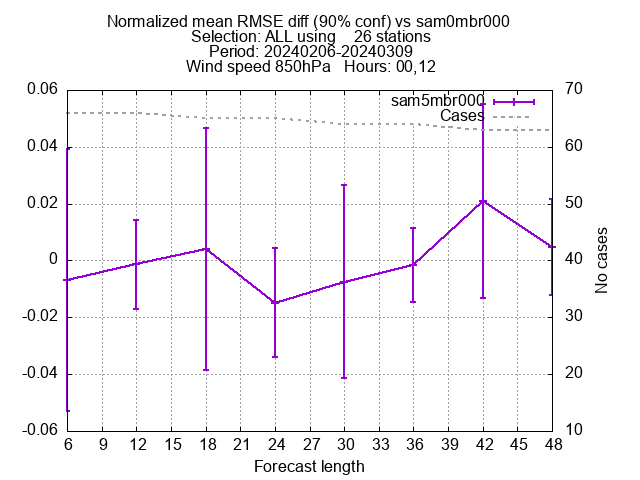 Normalized mean RMSE diff (90% conf) vs sam0mbr000
Selection: ALL using    26 stations
Period: 20240206-20240309
Wind speed 850hPa   Hours: 00,12
sam5mbr000
Cases
0.06
0.04
0.02
0
-0.02
-0.04
-0.06
70
60
50
40
30
20
10
No cases
6 9 12 15 18 21 24 27 30 33 36 39 42 45 48
Forecast length